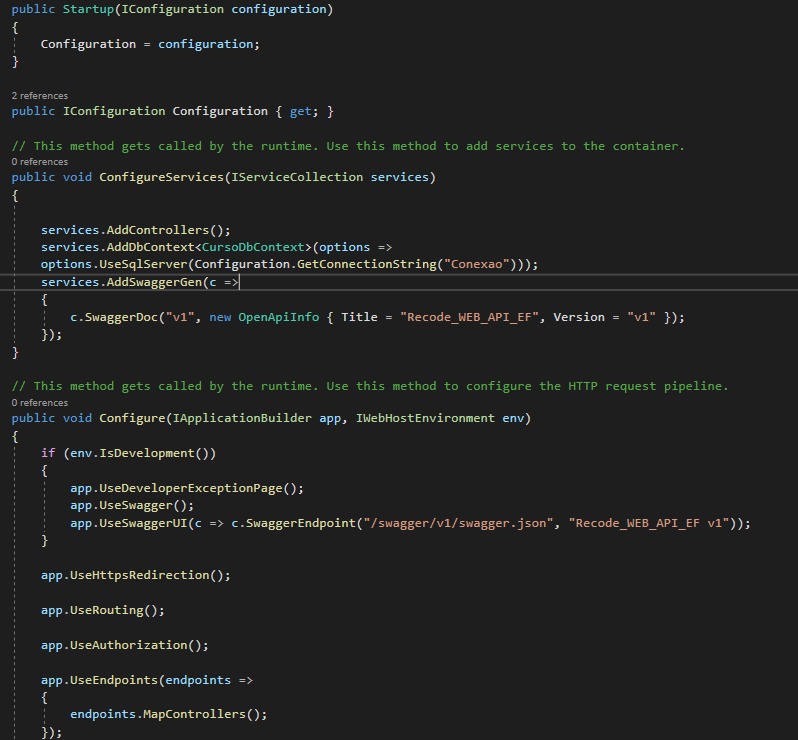 public Startup(IConfiguration configuration)
{
    Configuration = configuration;
}
2 references
public IConfiguration Configuration { get; }
// This method gets called by the runtime. Use this method to add services to the container.
0 references
public void ConfigureServices(IServiceCollection services)
{
    services.AddControllers();
    services.AddDbContext<CursoDbContext>(options =>
    options.UseSqlServer(Configuration.GetConnectionString("Conexao")));
    services.AddSwaggerGen(c =>
    {
        c.SwaggerDoc("v1", new OpenApiInfo { Title = "Recode_WEB_API_EF", Version = "v1" });
    });
}
// This method gets called by the runtime. Use this method to configure the HTTP request pipeline.
0 references
public void Configure(IApplicationBuilder app, IWebHostEnvironment env)
{
    if (env.IsDevelopment())
    {
        app.UseDeveloperExceptionPage();
        app.UseSwagger();
        app.UseSwaggerUI(c => c.SwaggerEndpoint("/swagger/v1/swagger.json", "Recode_WEB_API_EF v1"));
    }
    app.UseHttpsRedirection();
    app.UseRouting();
    app.UseAuthorization();
    app.UseEndpoints(endpoints =>
    {
        endpoints.MapControllers();
    });